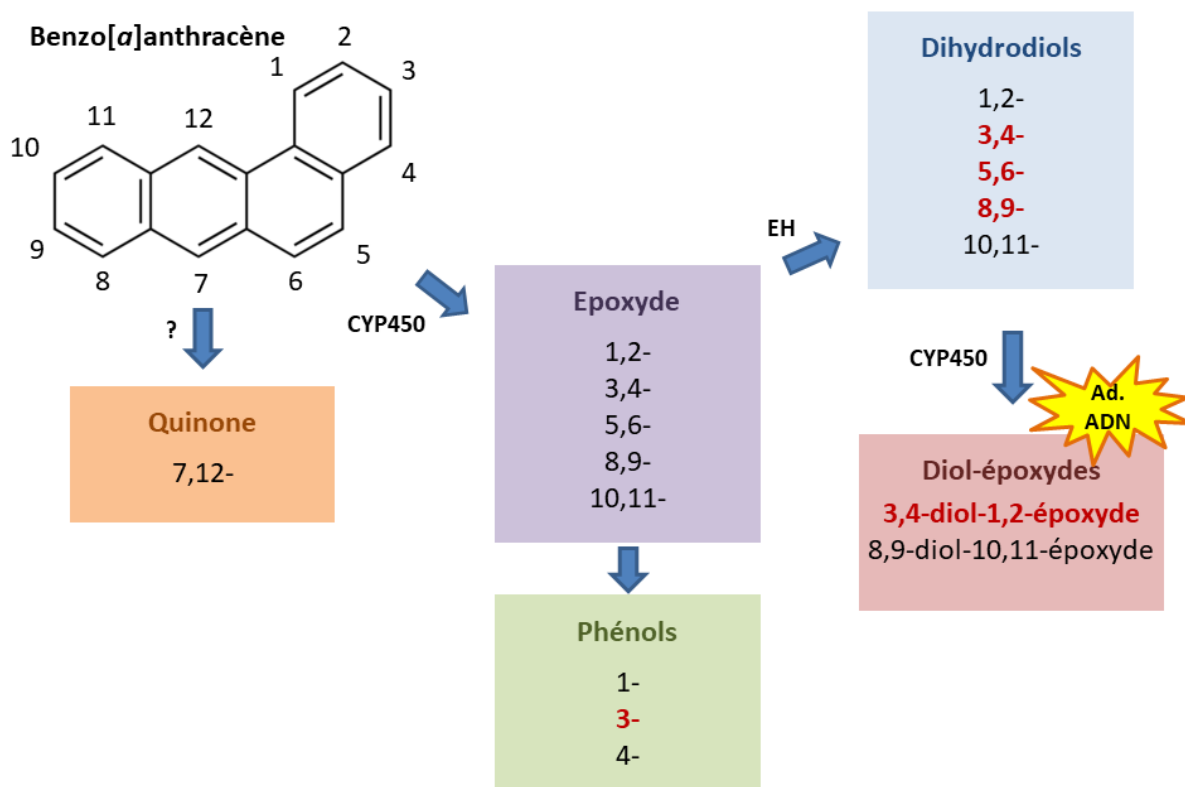 Benzo[a]anthracène
1
2
3
4
5
6
7
8
9
10
11
12
?
CYP450
Quinone
7,12-
Epoxyde
1,2-
3,4-
5,6-
8,9-
10,11-
Phénols
1-
3-
4-
EH
Dihydrodiols
1,2-
3,4-
5,6-
8,9-
10,11-
CYP450
Ad.
ADN
Diol-époxydes
3,4-diol-1,2-époxyde
8,9-diol-10,11-époxyde